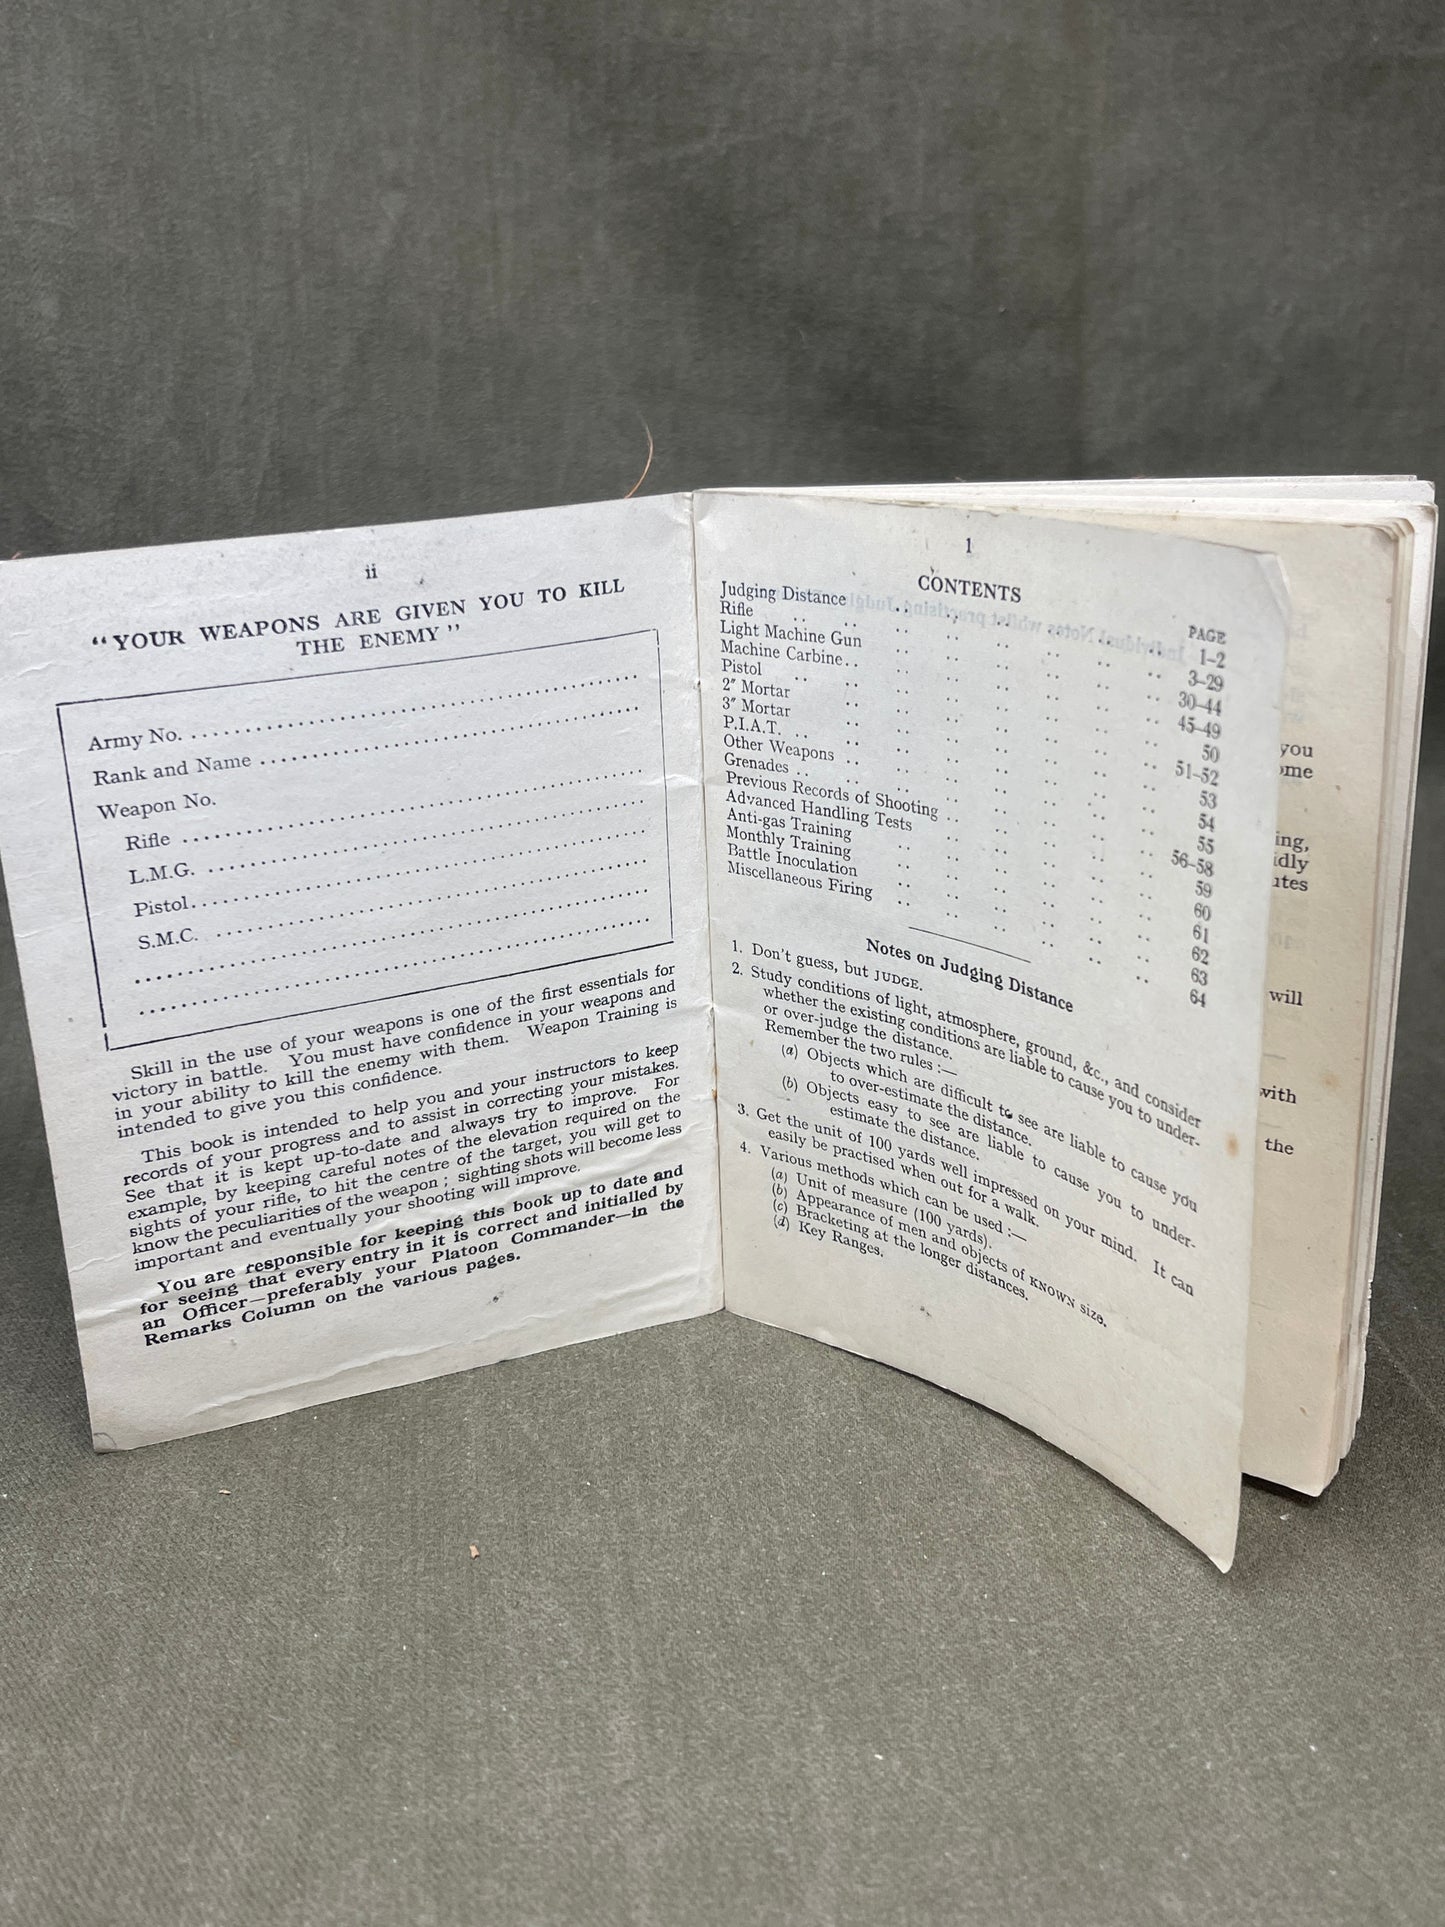 ii
"YOUR WEAPONS ARE GIVEN YOU TO KILL
THE ENEMY"
Army No. ........................................
Rank and Name ........................................
Weapon No.
Rifle ........................................
L.M.G. ........................................
Pistol ........................................
S.M.C. ........................................
........................................
........................................
Skill in the use of your weapons is one of the first essentials for
victory in battle. You must have confidence in your weapons and
in your ability to kill the enemy with them. Weapon Training is
intended to give you this confidence.
This book is intended to help you and your instructors to keep
records of your progress and to assist in correcting your mistakes.
See that it is kept up-to-date and always try to improve. For
example, by keeping careful notes of the elevation required on the
sights of your rifle, to hit the centre of the target, you will get to
know the peculiarities of the weapon; sighting shots will become less
important and eventually your shooting will improve.
You are responsible for keeping this book up to date and
for seeing that every entry in it is correct and initialled by
an Officer—preferably your Platoon Commander—in the
Remarks Column on the various pages.
1
CONTENTS
PAGE
Judging Distance .. .. .. .. .. .. 1–2
Rifle .. .. .. .. .. .. .. .. 3–29
Light Machine Gun .. .. .. .. .. .. 30–44
Machine Carbine .. .. .. .. .. .. .. 45–49
Pistol .. .. .. .. .. .. .. .. 50
2″ Mortar .. .. .. .. .. .. .. 51–52
3″ Mortar .. .. .. .. .. .. .. 53
P.I.A.T. .. .. .. .. .. .. .. .. 54
Other Weapons .. .. .. .. .. .. .. 55
Grenades .. .. .. .. .. .. .. .. 56–58
Previous Records of Shooting .. .. .. .. .. 59
Advanced Handling Tests .. .. .. .. .. 60
Anti-gas Training .. .. .. .. .. .. 61
Monthly Training .. .. .. .. .. .. 62
Battle Inoculation .. .. .. .. .. .. 63
Miscellaneous Firing .. .. .. .. .. .. 64
Notes on Judging Distance
1. Don't guess, but JUDGE.
2. Study conditions of light, atmosphere, ground, &c., and consider
whether the existing conditions are liable to cause you to under-
or over-judge the distance.
Remember the two rules :—
(a) Objects which are difficult to see are liable to cause you
to over-estimate the distance.
(b) Objects easy to see are liable to cause you to under-
estimate the distance.
3. Get the unit of 100 yards well impressed on your mind. It can
easily be practised when out for a walk.
4. Various methods which can be used :—
(a) Unit of measure (100 yards).
(b) Appearance of men and objects of KNOWN size.
(c) Bracketing at the longer distances.
(d) Key Ranges.
you
ing,
will
with
the